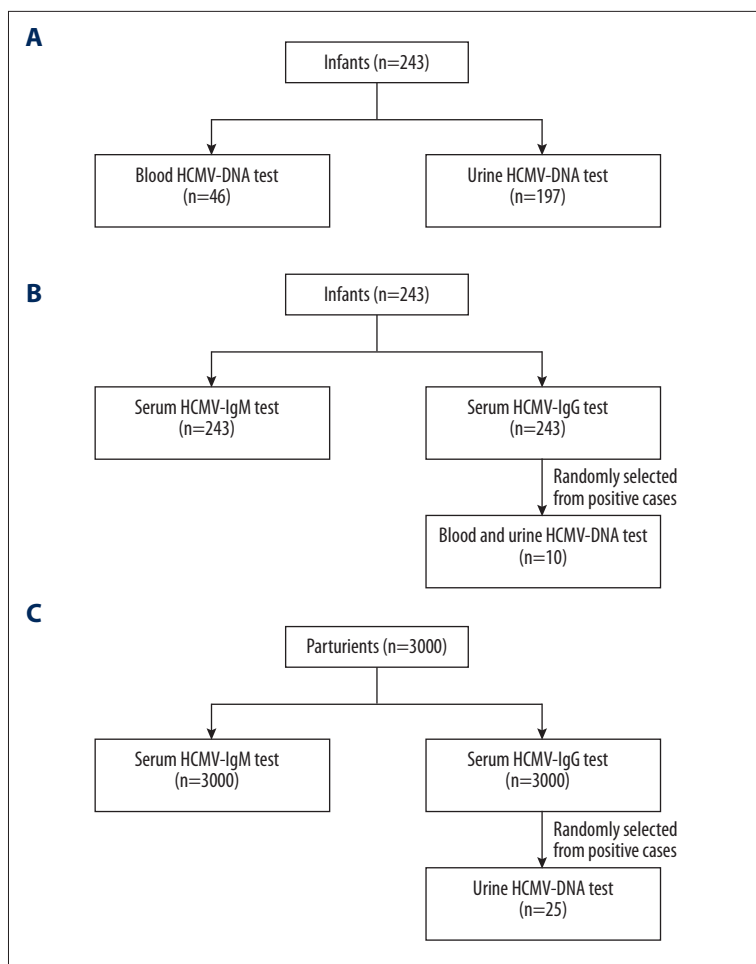 A
Infants (n=243)
Blood HCMV-DNA test
(n=46)
Urine HCMV-DNA test
(n=197)
B
Infants (n=243)
Serum HCMV-IgM test
(n=243)
Serum HCMV-IgG test
(n=243)
Randomly selected
from positive cases
Blood and urine HCMV-DNA test
(n=10)
C
Parturients (n=3000)
Serum HCMV-IgM test
(n=3000)
Serum HCMV-IgG test
(n=3000)
Randomly selected
from positive cases
Urine HCMV-DNA test
(n=25)